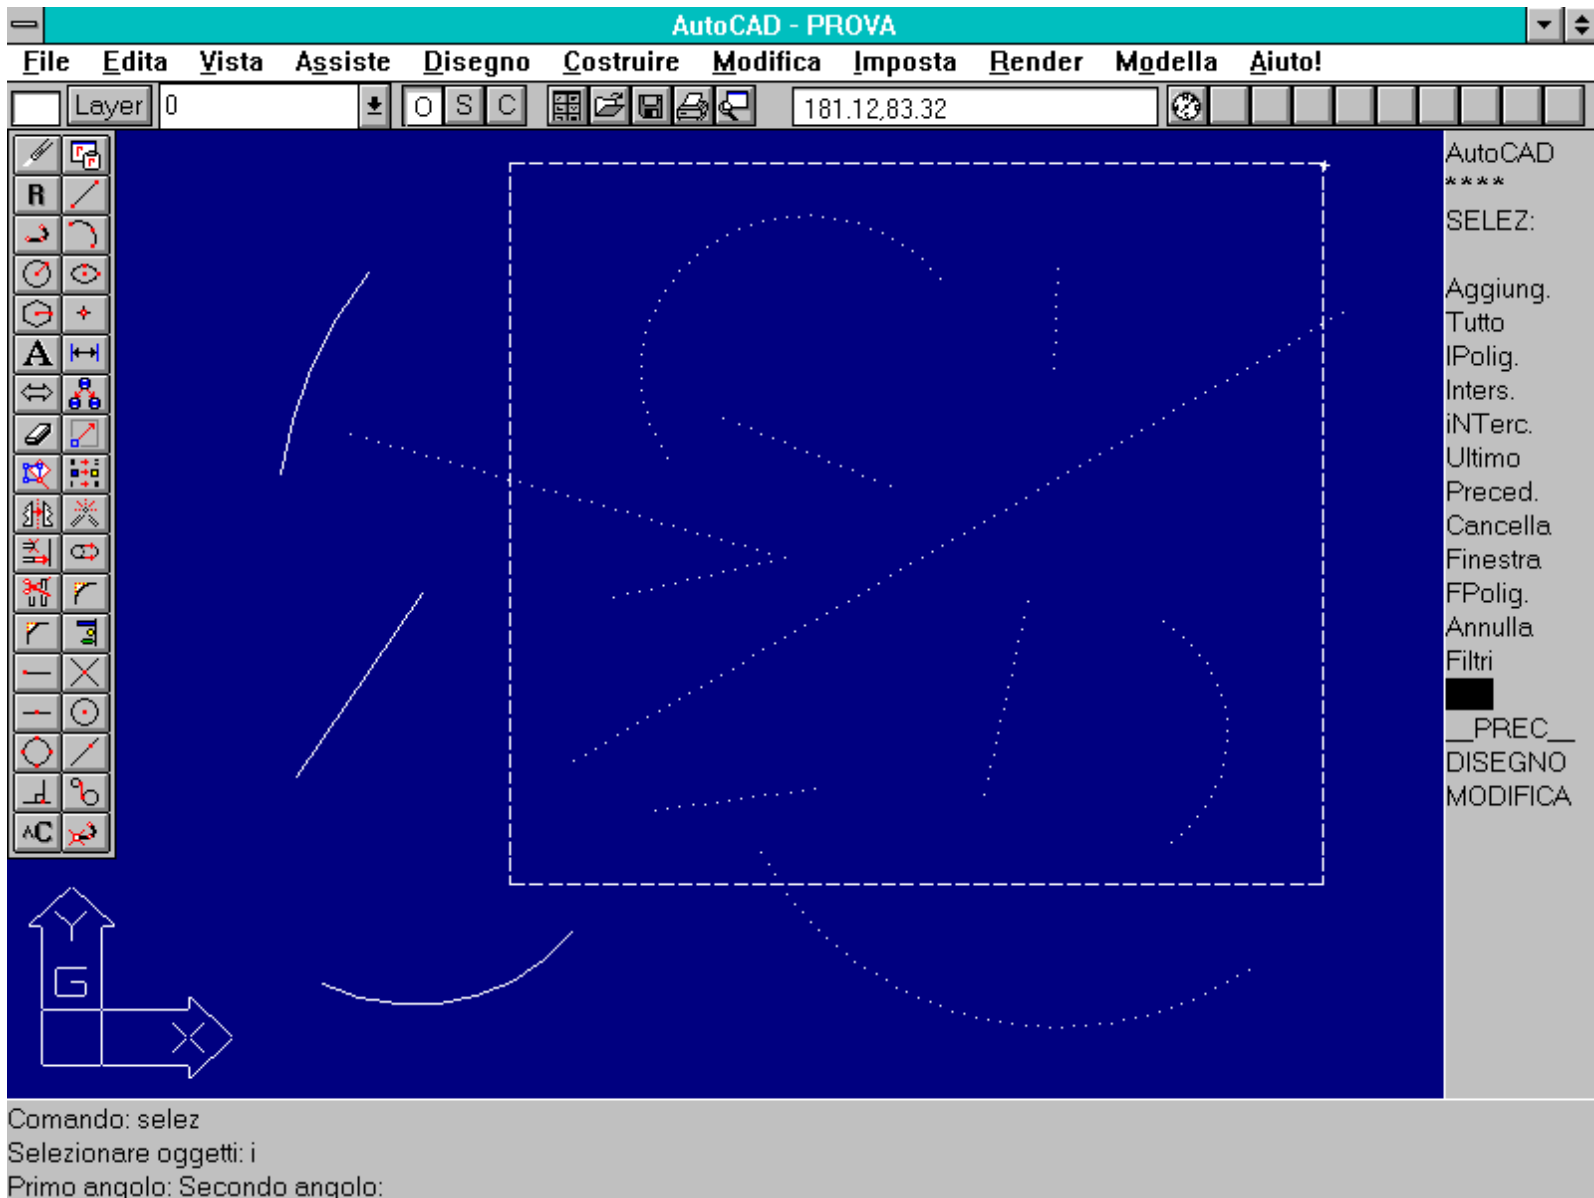 AutoCAD - PROVA
File Edita Vista Assiste Disegno Costruire Modifica Imposta Render Modella Aiuto!
Layer 0 O S C 181.12,83.32
AutoCAD
****
SELEZ:
Aggiung.
Tutto
IPolig.
Inters.
iNTerc.
Ultimo
Preced.
Cancella
Finestra
FPolig.
Annulla
Filtri
__PREC__
DISEGNO
MODIFICA
R
A
^C
Y
G
X
Comando: selez
Selezionare oggetti: i
Primo angolo: Secondo angolo: